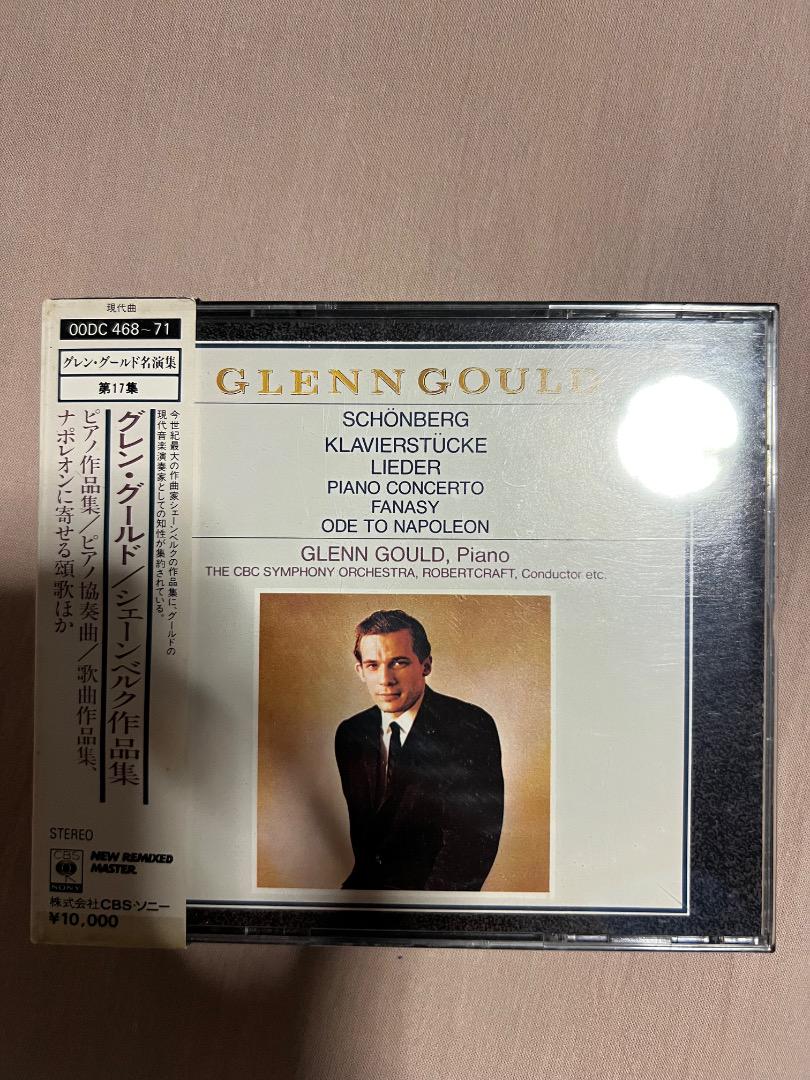 現代曲
00DC 468~71
グレン・グールド名演集
第17集
今世紀最大の作曲家シェーンベルクの作品集に、グールドの
現代音楽演奏家としての知性が集約されている。
グレン・グールド/シェーンベルク作品集
ピアノ作品集/ピアノ協奏曲/歌曲作品集、
ナポレオンに寄せる頌歌ほか
STEREO
CBS
SONY
NEW REMIXED
MASTER
株式会社CBS・ソニー
¥10,000
GLENN GOULD
SCHÖNBERG
KLAVIERSTÜCKE
LIEDER
PIANO CONCERTO
FANASY
ODE TO NAPOLEON
GLENN GOULD, Piano
THE CBC SYMPHONY ORCHESTRA, ROBERTCRAFT, Conductor etc.